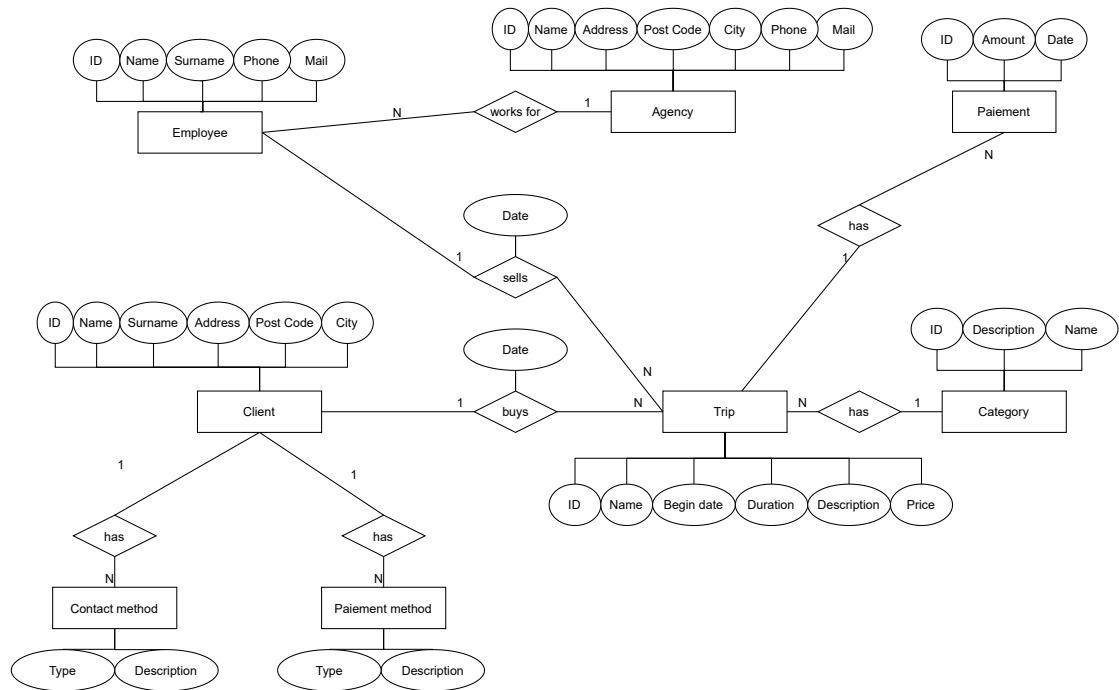 ID Name Address Post Code City Phone Mail
ID Amount Date
ID Name Surname Phone Mail
Agency
Paiement
works for
1
N
Employee
N
Date
has
1
1
sells
ID Name Surname Address Post Code City
ID Description Name
Date
N
Client
1
buys
N
Trip
N
has
1
Category
1
1
ID Name Begin date Duration Description Price
has
has
N
N
Contact method
Paiement method
Type Description
Type Description